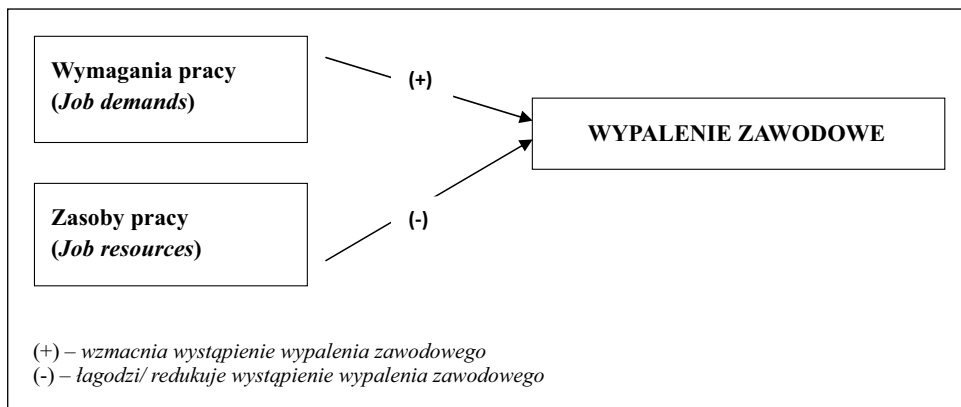 Wymagania pracy
(Job demands)
(+)
WYPALENIE ZAWODOWE
Zasoby pracy
(Job resources)
(-)
(+) – wzmacnia wystąpienie wypalenia zawodowego
(-) – łagodzi/ redukuje wystąpienie wypalenia zawodowego